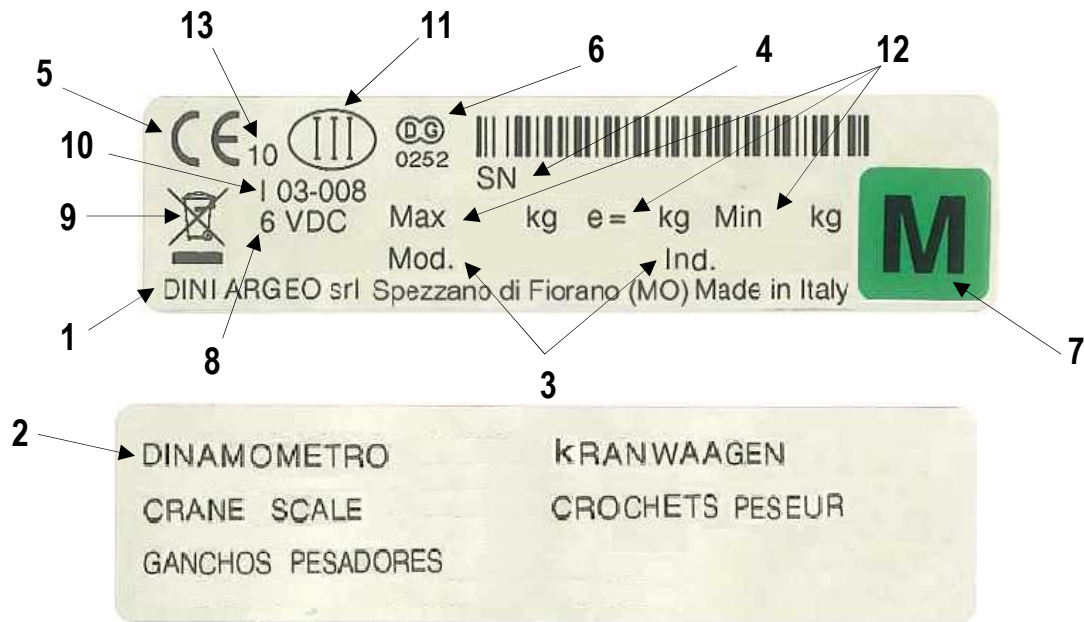 13 11 6 4 12
5
CE 10 III DG 0252
10
SN
I 03-008
9
6 VDC Max kg e= kg Min kg M
Mod. Ind.
DINI ARGEO srl Spezzano di Fiorano (MO) Made in Italy
1 8 3 7
2
DINAMOMETRO kRANWAAGEN
CRANE SCALE CROCHETS PESEUR
GANCHOS PESADORES